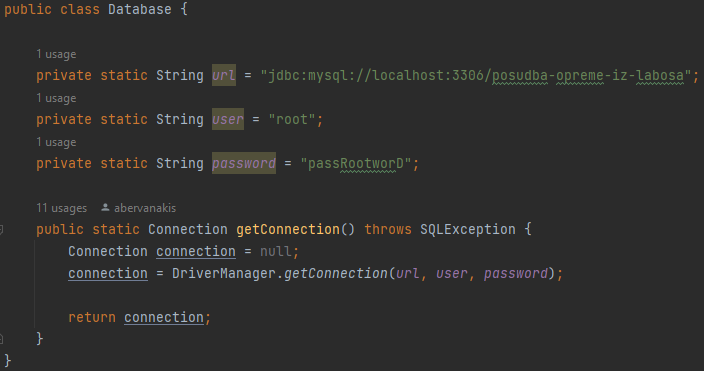 public class Database {
1 usage
private static String url = "jdbc:mysql://localhost:3306/posudba-opreme-iz-labosa";
1 usage
private static String user = "root";
1 usage
private static String password = "passRootworD";
11 usages abervanakis
public static Connection getConnection() throws SQLException {
Connection connection = null;
connection = DriverManager.getConnection(url, user, password);
return connection;
}
}